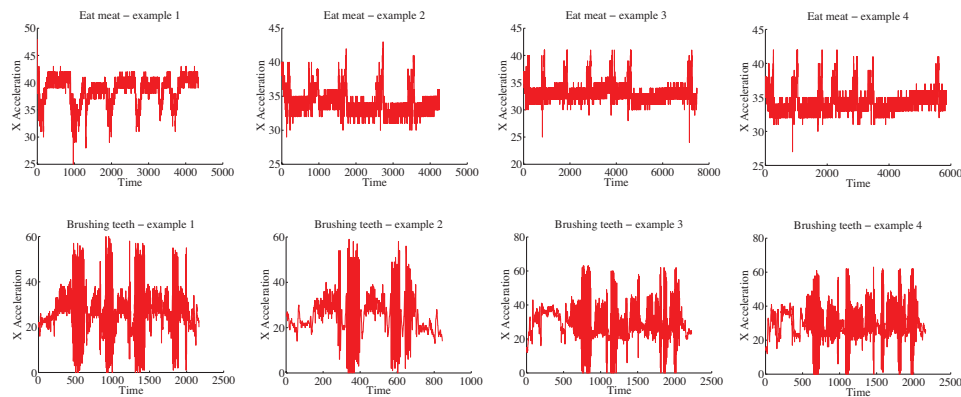 Eat meat – example 1
Eat meat – example 2
Eat meat – example 3
Eat meat – example 4
X Acceleration
45
40
35
30
25
0 1000 2000 3000 4000 5000
Time
X Acceleration
45
40
35
30
25
0 1000 2000 3000 4000 5000
Time
X Acceleration
45
40
35
30
25
20
0 2000 4000 6000 8000
Time
X Acceleration
45
40
35
30
25
0 2000 4000 6000
Time
Brushing teeth – example 1
Brushing teeth – example 2
Brushing teeth – example 3
Brushing teeth – example 4
X Acceleration
60
40
20
0
0 500 1000 1500 2000 2500
Time
X Acceleration
60
40
20
0
0 200 400 600 800 1000
Time
X Acceleration
80
60
40
20
0
0 500 1000 1500 2000 2500
Time
X Acceleration
80
60
40
20
0
0 500 1000 1500 2000 2500
Time